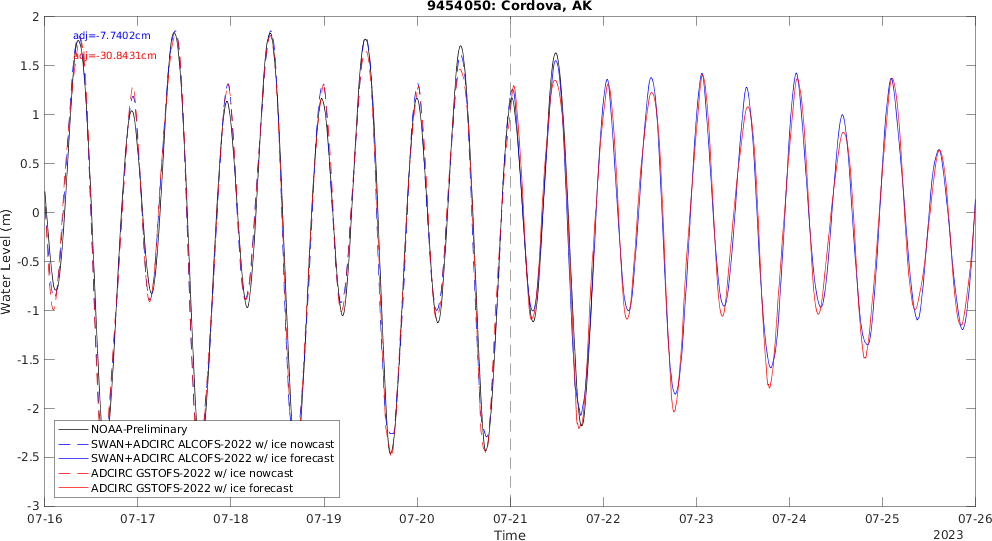 9454050: Cordova, AK
adj=-7.7402cm
adj=-30.8431cm
Water Level (m)
2
1.5
1
0.5
0
-0.5
-1
-1.5
-2
-2.5
-3
NOAA-Preliminary
SWAN+ADCIRC ALCOFS-2022 w/ ice nowcast
SWAN+ADCIRC ALCOFS-2022 w/ ice forecast
ADCIRC GSTOFS-2022 w/ ice nowcast
ADCIRC GSTOFS-2022 w/ ice forecast
07-16 07-17 07-18 07-19 07-20 07-21 07-22 07-23 07-24 07-25 07-26
Time
2023